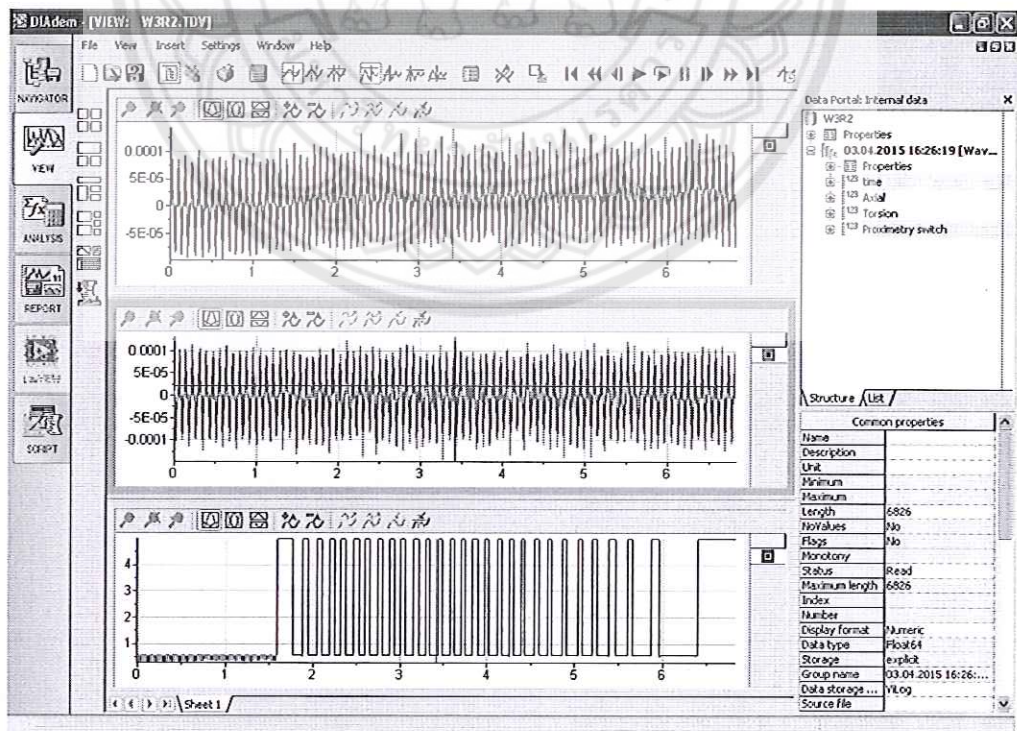 DIAdem - [VIEW: W3R2.TDV]
File View Insert Settings Window Help
NAVIGATOR
VIEW
ANALYSIS
REPORT
SCRIPT
0.0001
5E-05
0
-5E-05
0 1 2 3 4 5 6
0.0001
5E-05
0
-5E-05
-0.0001
0 1 2 3 4 5 6
4
3
2
1
0 1 2 3 4 5 6
Sheet 1
Data Portal: Internal data
W3R2
Properties
03.04.2015 16:26:19 [Wav...
Properties
time
Axial
Torsion
Proximetry switch
Structure List
Common properties
Name
Description
Unit
Minimum
Maximum
Length 6826
NoValues No
Flags No
Monotony
Status Read
Maximum length 6826
Index
Number
Display format Numeric
Data type Float64
Storage explicit
Group name 03.04.2015 16:26:...
Data storage ... YiLog
Source file